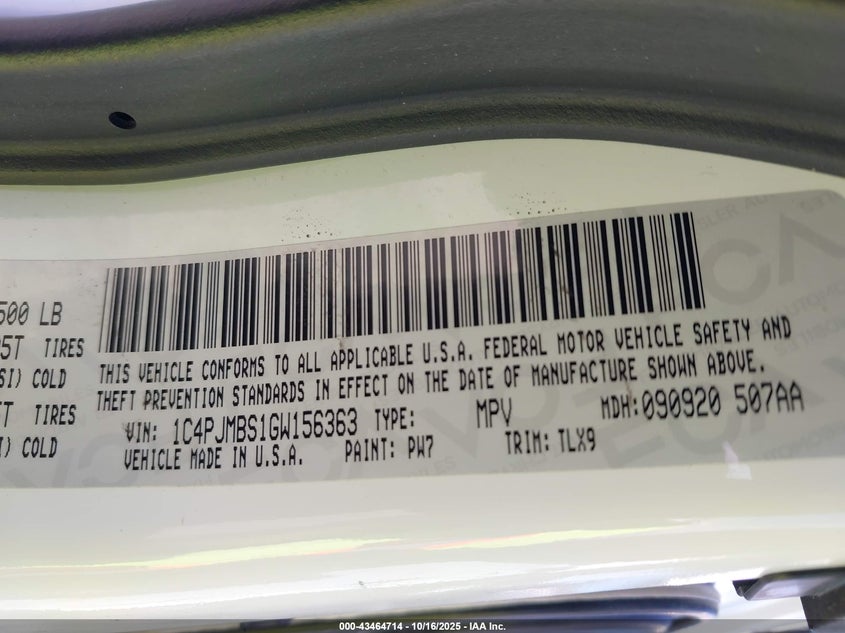 500 LB
5T TIRES
SI) COLD
T TIRES
I) COLD
THIS VEHICLE CONFORMS TO ALL APPLICABLE U.S.A. FEDERAL MOTOR VEHICLE SAFETY AND
THEFT PREVENTION STANDARDS IN EFFECT ON THE DATE OF MANUFACTURE SHOWN ABOVE.
VIN: 1C4PJMBS1GW156363 TYPE: MPV MDH: 090920 507AA
VEHICLE MADE IN U.S.A. PAINT: PW7 TRIM: TLX9
000-43464714 - 10/16/2025 - IAA Inc.